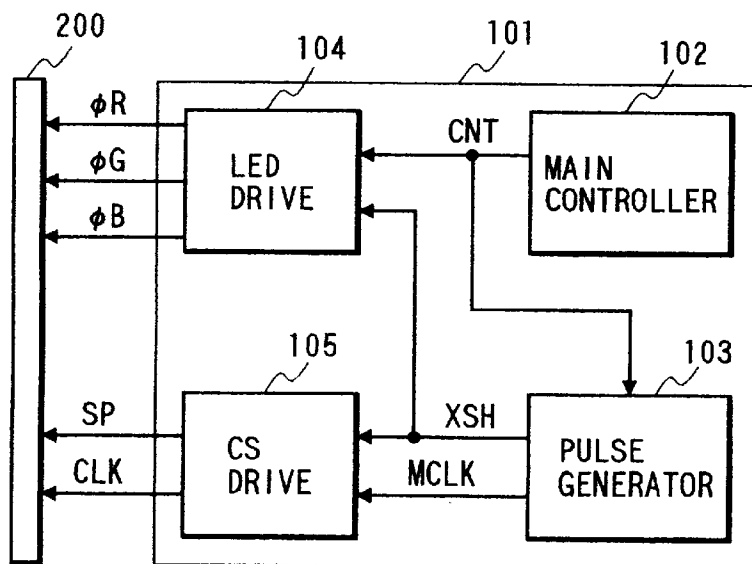 200
101
104
102
φR
φG
φB
LED
DRIVE
CNT
MAIN
CONTROLLER
105
103
SP
CLK
CS
DRIVE
XSH
MCLK
PULSE
GENERATOR